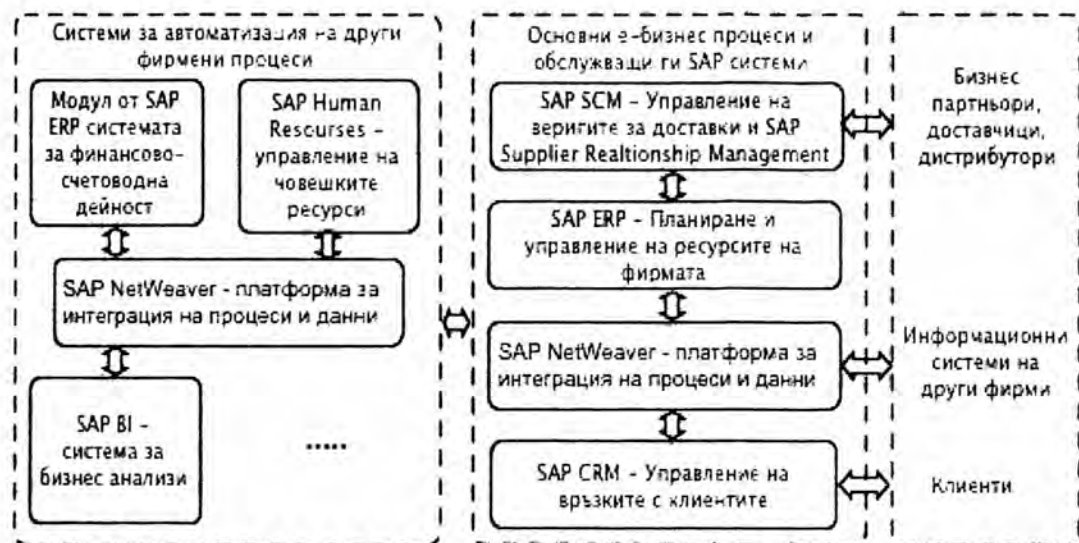 Системи за автоматизация на други
фирмени процеси
Модул от SAP
ERP системата
за финансово-
счетоводна
дейност
SAP Human
Rescurses –
управление на
човешките
ресурси
SAP NetWeaver - платформа за
интеграция на процеси и данни
SAP BI –
система за
бизнес анализи
.....
Основни е-бизнес процеси и
обслужващи ги SAP системи
SAP SCM – Управление на
веригите за доставки и SAP
Supplier Realtionship Management
SAP ERP – Планиране и
управление на ресурсите на
фирмата
SAP NetWeaver - платформа за
интеграция на процеси и данни
SAP CRM – Управление на
връзките с клиентите
Бизнес
партньори,
доставчици,
дистрибутори
Информационни
системи на
други фирми
Клиенти